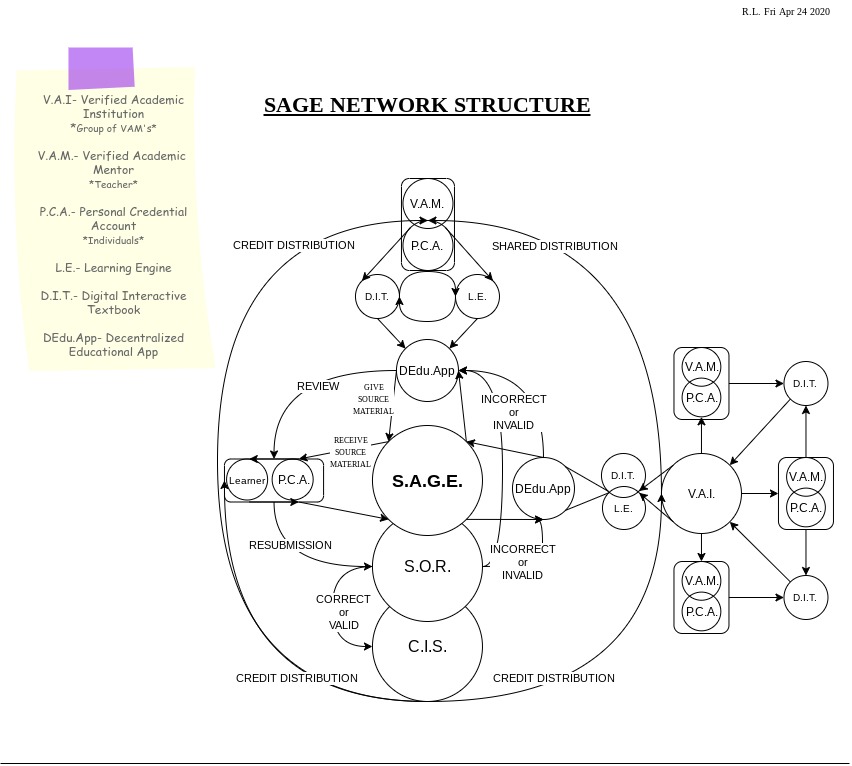 R.L. Fri Apr 24 2020
SAGE NETWORK STRUCTURE
V.A.I- Verified Academic
Institution
*Group of VAM's*
V.A.M.- Verified Academic
Mentor
*Teacher*
P.C.A.- Personal Credential
Account
*Individuals*
L.E.- Learning Engine
D.I.T.- Digital Interactive
Textbook
DEdu.App- Decentralized
Educational App
V.A.M.
P.C.A.
CREDIT DISTRIBUTION
SHARED DISTRIBUTION
D.I.T.
L.E.
DEdu.App
REVIEW
GIVE
SOURCE
MATERIAL
INCORRECT
or
INVALID
RECEIVE
SOURCE
MATERIAL
Learner
P.C.A.
S.A.G.E.
DEdu.App
D.I.T.
L.E.
V.A.I.
V.A.M.
P.C.A.
D.I.T.
V.A.M.
P.C.A.
V.A.M.
P.C.A.
D.I.T.
RESUBMISSION
S.O.R.
INCORRECT
or
INVALID
CORRECT
or
VALID
C.I.S.
CREDIT DISTRIBUTION
CREDIT DISTRIBUTION